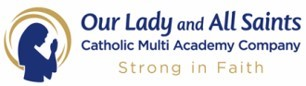 Our Lady and All Saints
Catholic Multi Academy Company
Strong in Faith